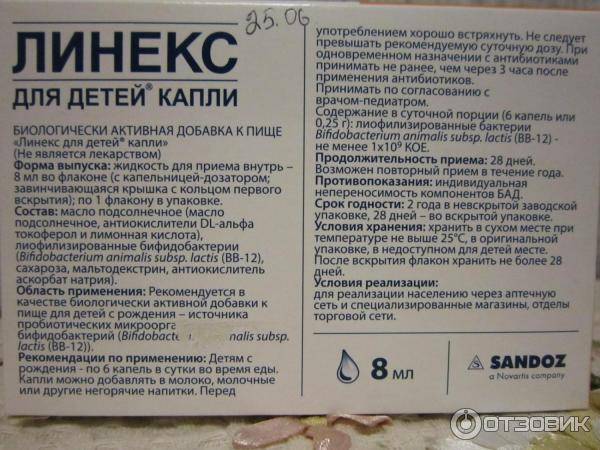 25.06
ЛИНЕКС
ДЛЯ ДЕТЕЙ® КАПЛИ
БИОЛОГИЧЕСКИ АКТИВНАЯ ДОБАВКА К ПИЩЕ
«Линекс для детей® капли»
(Не является лекарством)
Форма выпуска: жидкость для приема внутрь –
8 мл во флаконе (с капельницей-дозатором;
завинчивающаяся крышка с кольцом первого
вскрытия); по 1 флакону в упаковке.
Состав: масло подсолнечное (масло
подсолнечное, антиокислители DL-альфа
токоферол и лимонная кислота),
лиофилизированные бифидобактерии
(Bifidobacterium animalis subsp. lactis (BB-12),
сахароза, мальтодекстрин, антиокислитель
аскорбат натрия).
Область применения: Рекомендуется в
качестве биологически активной добавки к
пище для детей с рождения – источника
пробиотических микроорга
бифидобактерий (Bifidobacte nalis subsp.
lactis (BB-12)).
Рекомендации по применению: Детям с
рождения - по 6 капель в сутки во время еды.
Капли можно добавлять в молоко, молочные
или другие негорячие напитки. Перед
употреблением хорошо встряхнуть. Не следует
превышать рекомендуемую суточную дозу. При
одновременном назначении с антибиотиками
принимать не ранее, чем через 3 часа после
применения антибиотиков.
Принимать по согласованию с
врачом-педиатром.
Содержание в суточной порции (6 капель или
0,25 г): лиофилизированные бактерии
Bifidobacterium animalis subsp. lactis (BB-12) -
не менее 1x10⁹ КОЕ.
Продолжительность приема: 28 дней.
Возможен повторный прием в течение года.
Противопоказания: индивидуальная
непереносимость компонентов БАД.
Срок годности: 2 года в невскрытой заводской
упаковке, 28 дней – во вскрытой упаковке.
Условия хранения: хранить в сухом месте при
температуре не выше 25°С, в оригинальной
упаковке, в недоступном для детей месте.
После вскрытия флакон хранить не более 28
дней.
Условия реализации:
для реализации населению через аптечную
сеть и специализированные магазины, отделы
торговой сети.
8 мл
SANDOZ
a Novartis company
ОТЗОВИК